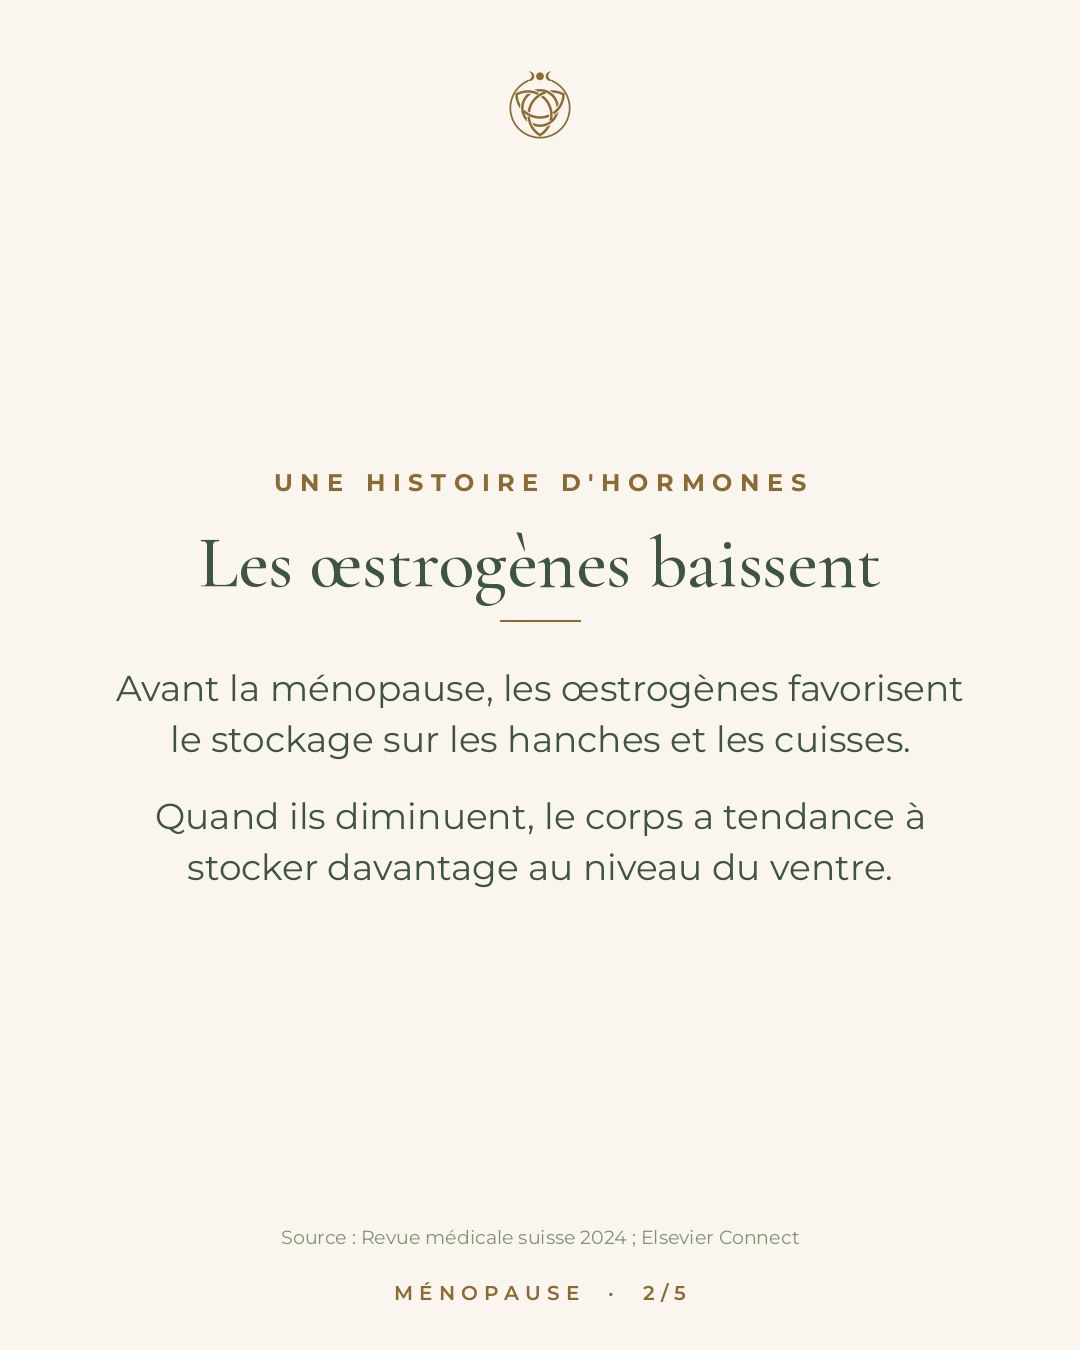 UNE HISTOIRE D'HORMONES
Les œstrogènes baissent
Avant la ménopause, les œstrogènes favorisent
le stockage sur les hanches et les cuisses.
Quand ils diminuent, le corps a tendance à
stocker davantage au niveau du ventre.
Source : Revue médicale suisse 2024 ; Elsevier Connect
MÉNOPAUSE · 2/5